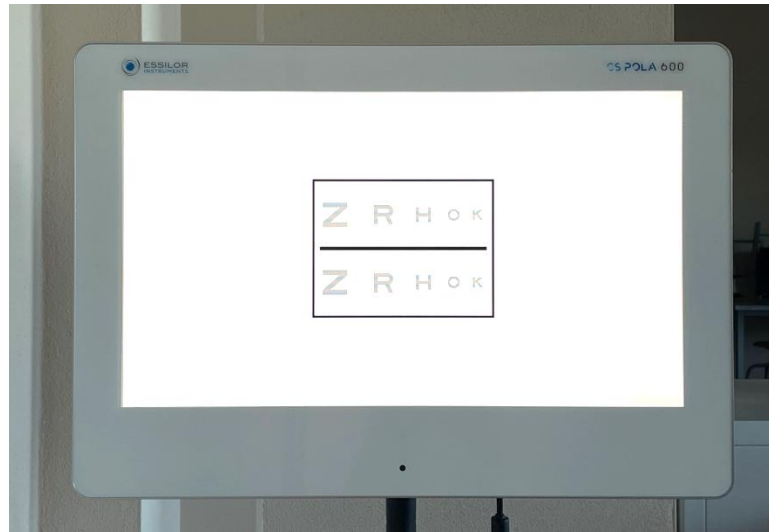 ESSILOR
INSTRUMENTS
CS POLA 600
Z R H O K
Z R H O K